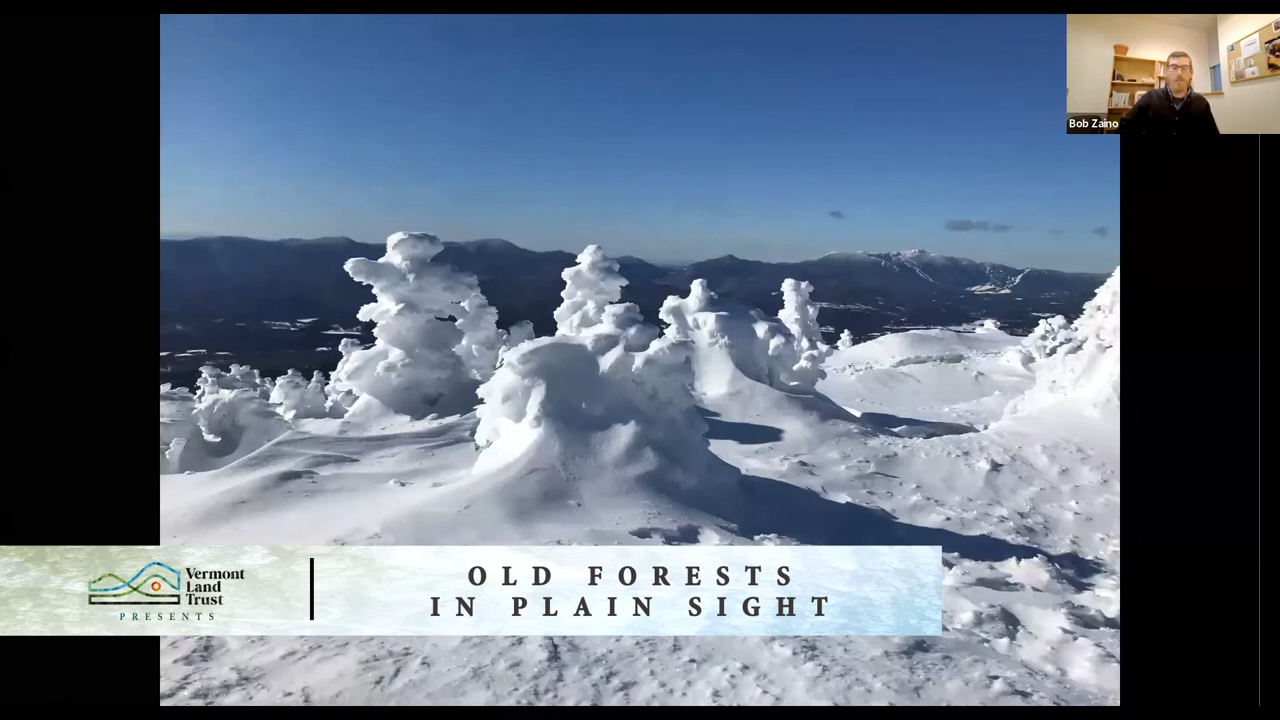 Bob Zaino
Vermont
Land
Trust
PRESENTS
OLD FORESTS
IN PLAIN SIGHT